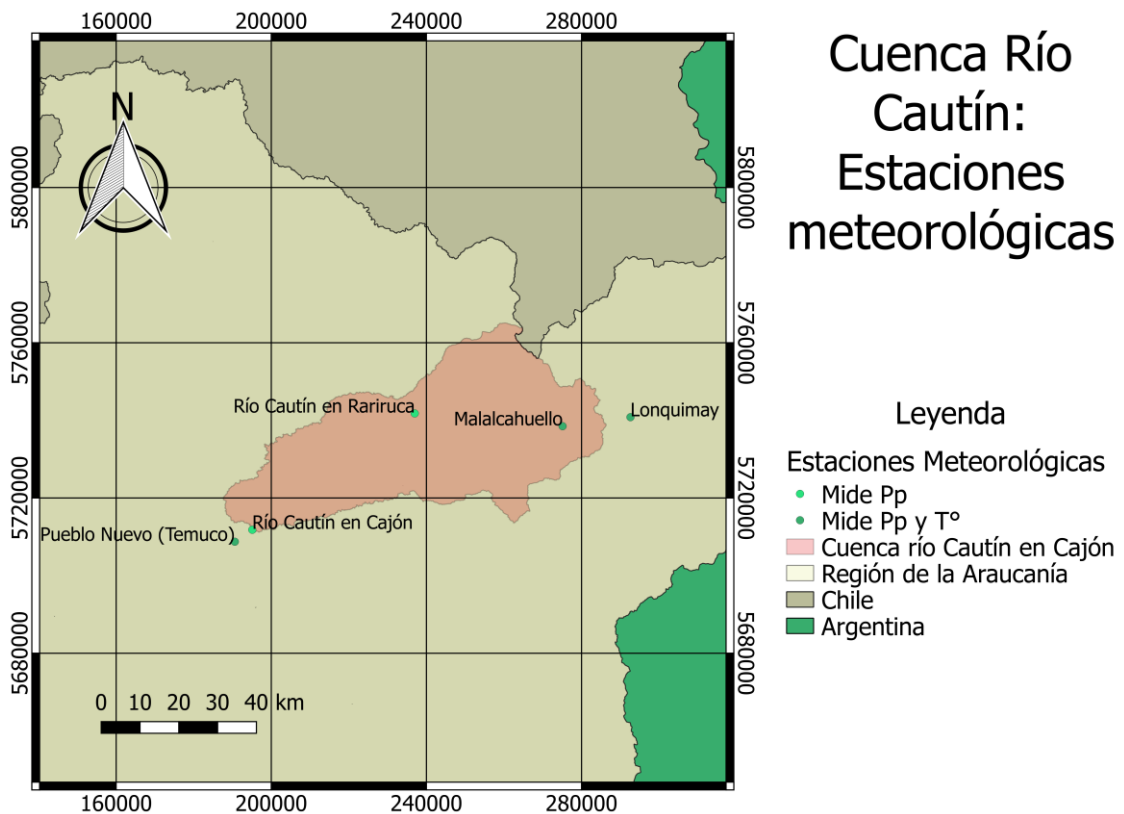 Cuenca Río
Cautín:
Estaciones
meteorológicas
160000 200000 240000 280000
N
5800000 5800000
5760000 5760000
Río Cautín en Rariruca
Malalcahuello
Lonquimay
5720000 5720000
Río Cautín en Cajón
Pueblo Nuevo (Temuco)
5680000 5680000
0 10 20 30 40 km
160000 200000 240000 280000
Leyenda
Estaciones Meteorológicas
Mide Pp
Mide Pp y T°
Cuenca río Cautín en Cajón
Región de la Araucanía
Chile
Argentina